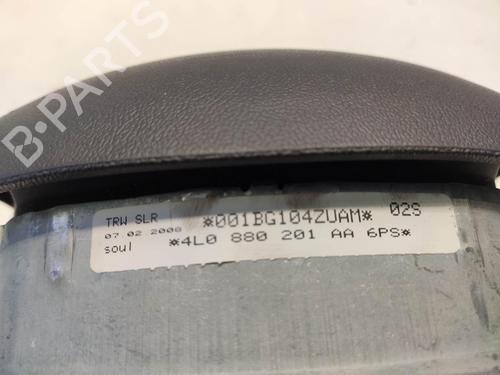 B-PARTS
TRW SLR *001BG104ZUAM* 02S
07.02 2008
soul *4L0 880 201 AA 6PS*